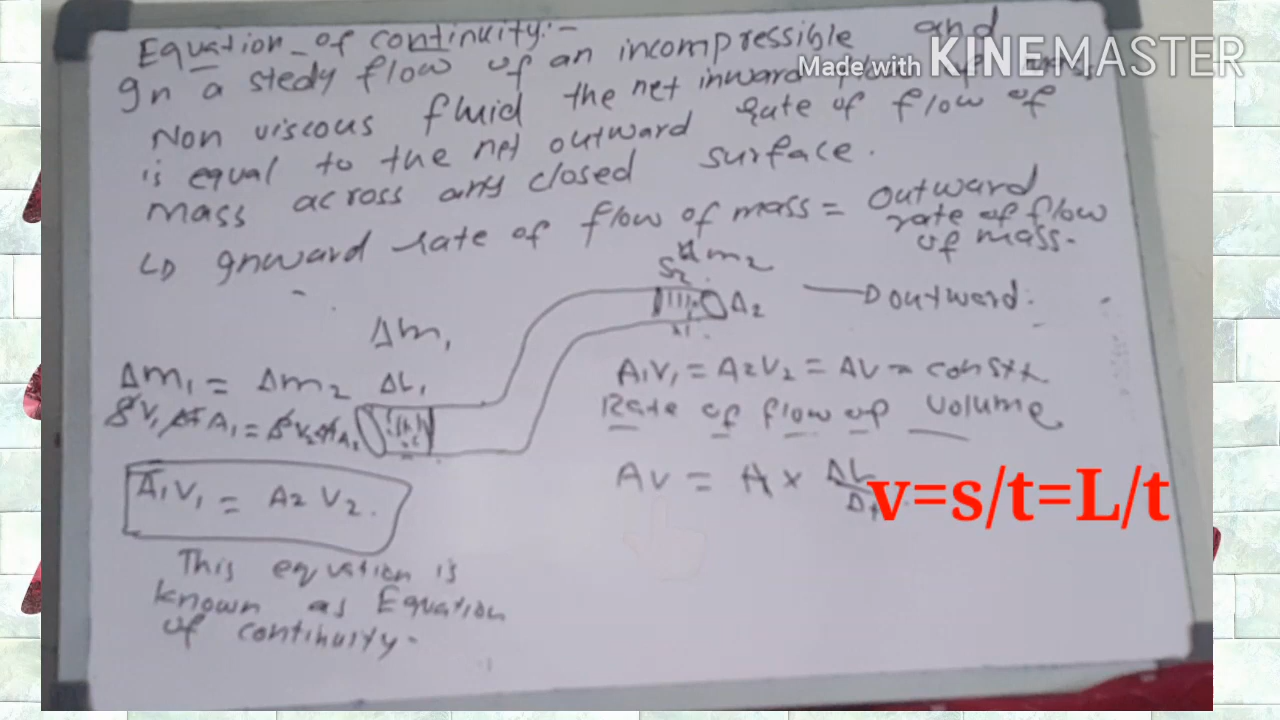 Equation of continuity:-
In a stedy flow of an incompressible and
Made with KINEMASTER
Non viscous fluid the net inward
is equal to the net outward rate of flow of
mass across any closed surface.
↳ Inward rate of flow of mass = outward
rate of flow
of mass.
Δm2
S2
A2
→ outward.
Δm1
Δm1 = Δm2 ΔL1
A1V1 = A2V2 = AV = constt
Rate of flow of volume
A1V1 = A2V2.
AV = A x ΔL/Δt
v=s/t=L/t
This equation is
known as Equation
of continuity.